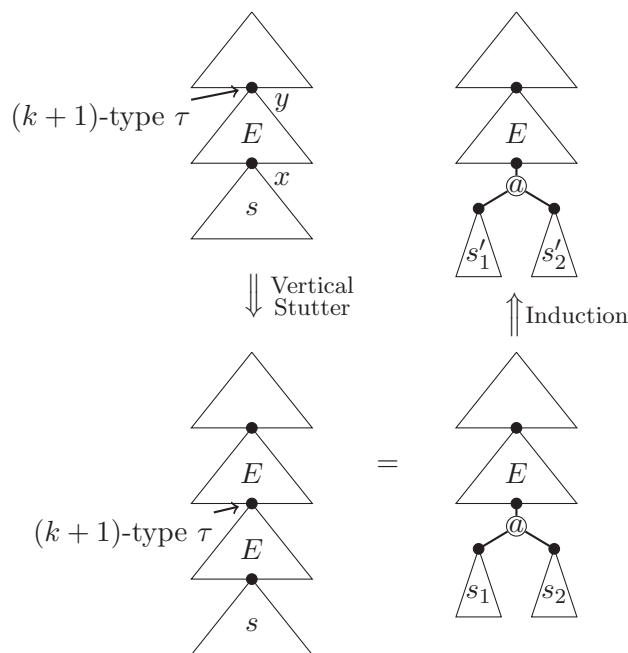 (k + 1)-type τ
y
E
x
s
E
a
s′₁ s′₂
Vertical
Stutter
Induction
E
(k + 1)-type τ
E
s
=
E
a
s₁ s₂